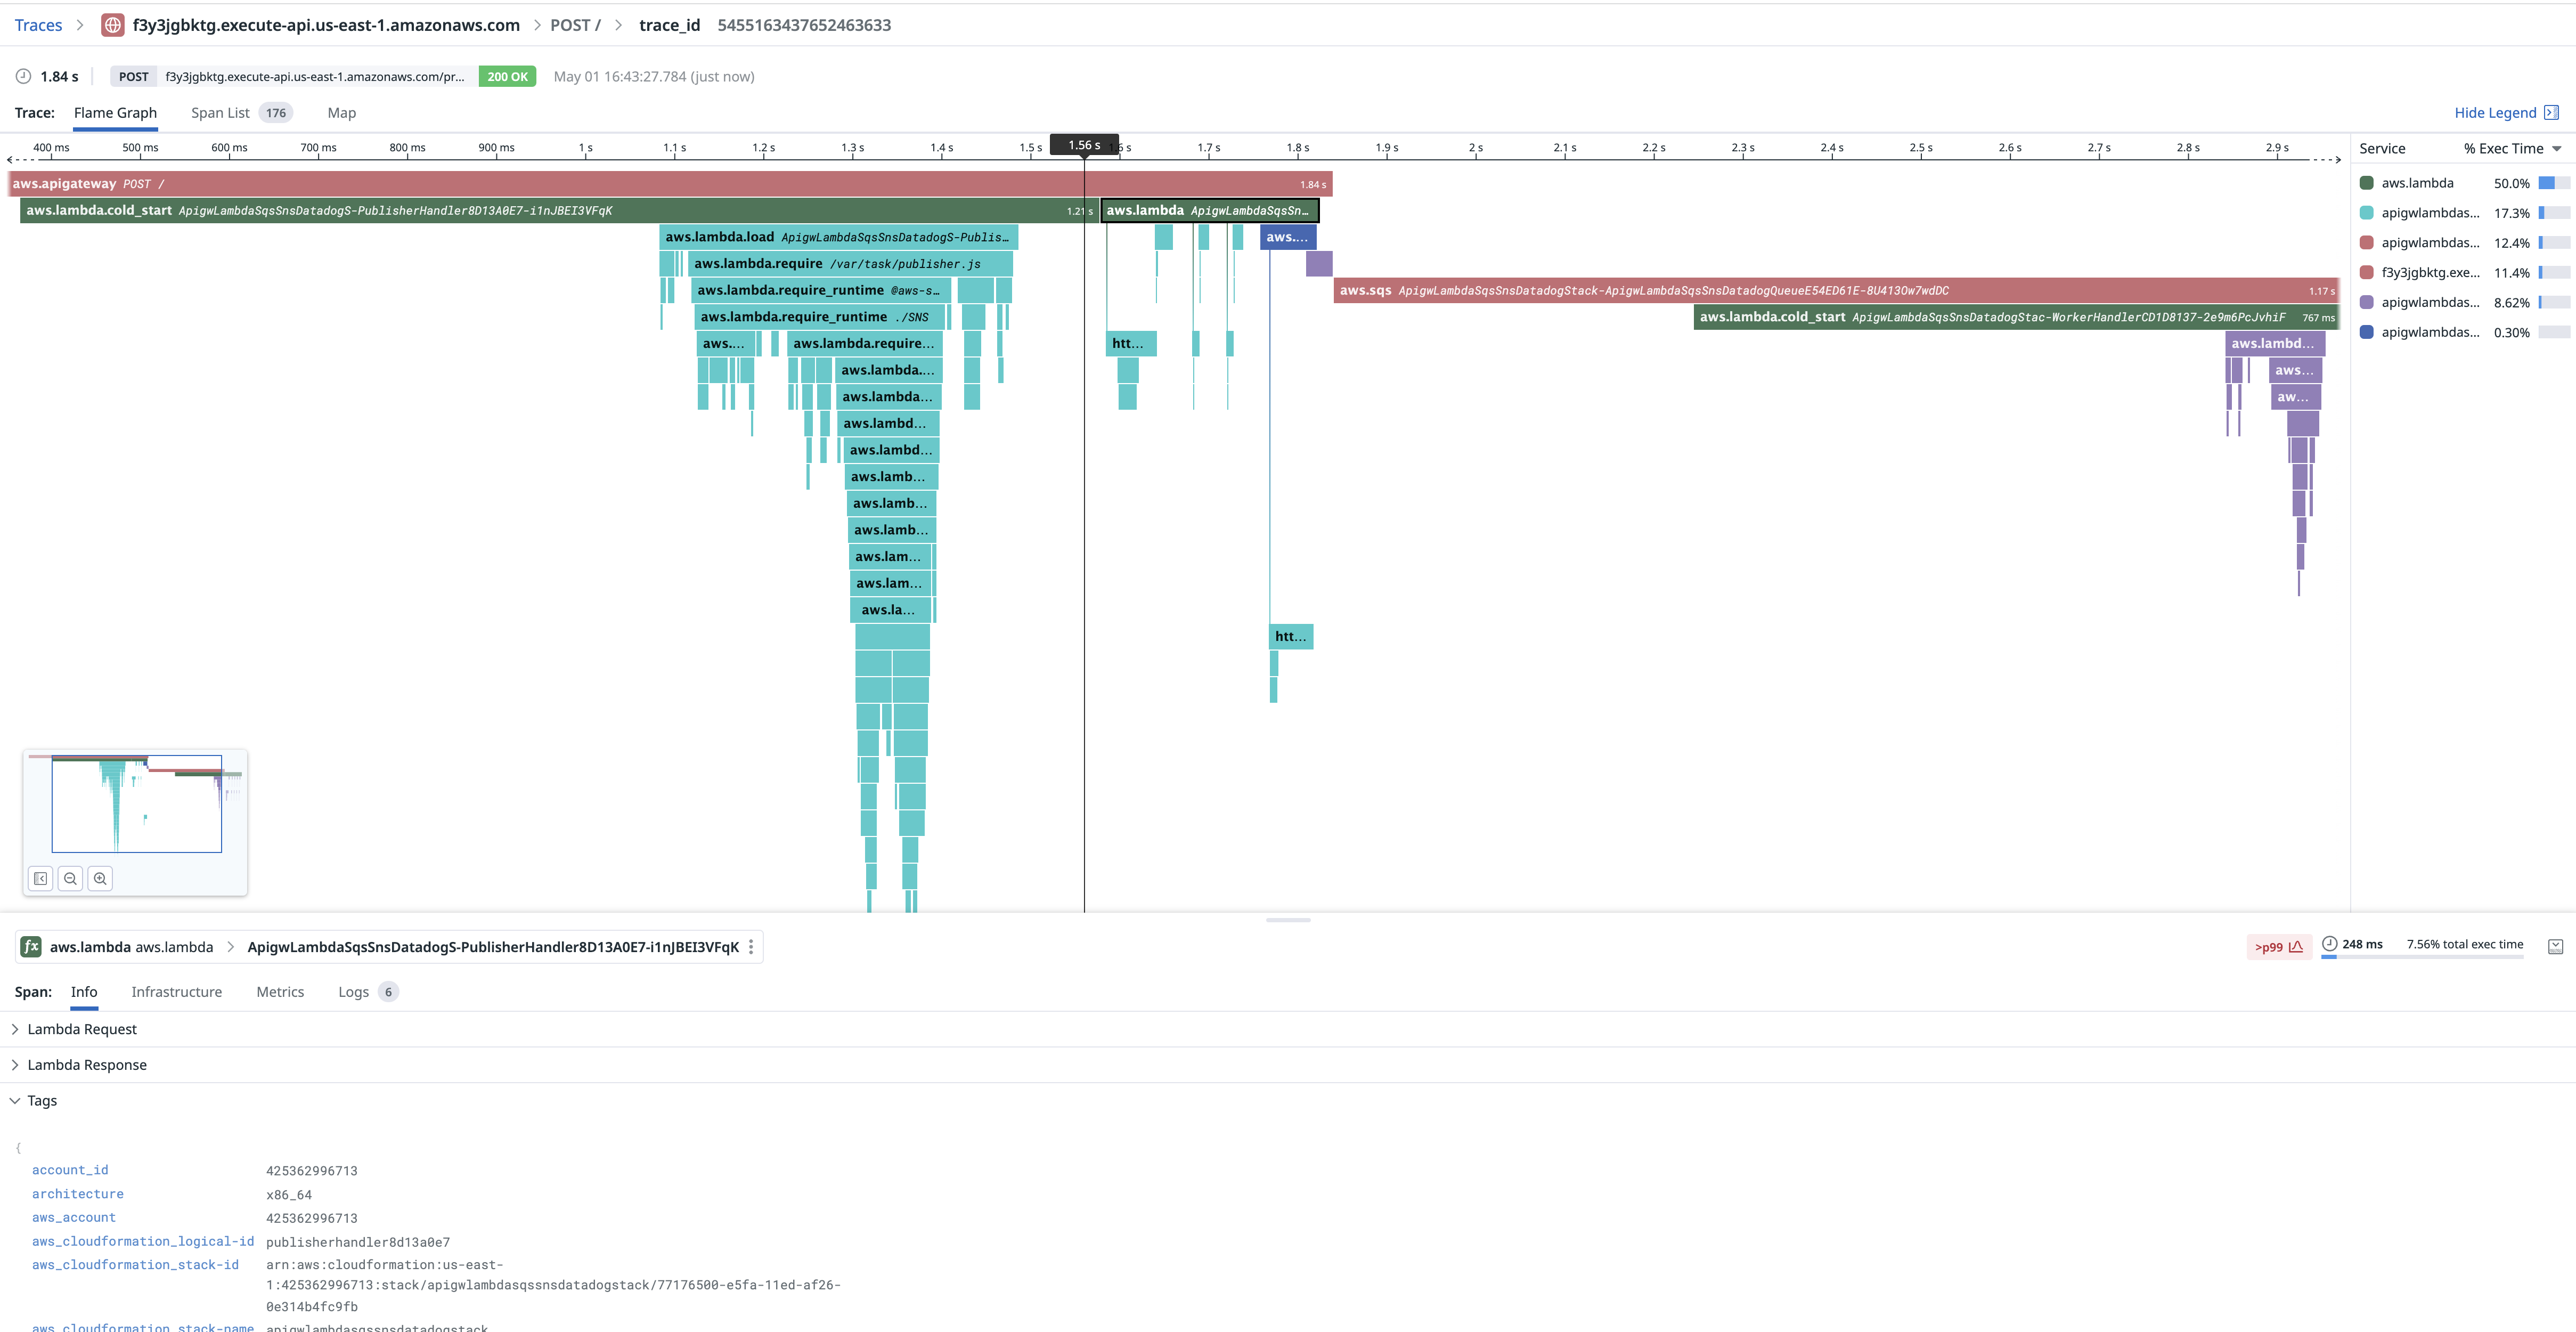 Traces > f3y3jgbktg.execute-api.us-east-1.amazonaws.com > POST / > trace_id 5455163437652463633
1.84 s POST f3y3jgbktg.execute-api.us-east-1.amazonaws.com/pr... 200 OK May 01 16:43:27.784 (just now)
Trace: Flame Graph Span List 176 Map Hide Legend
400 ms 500 ms 600 ms 700 ms 800 ms 900 ms 1 s 1.1 s 1.2 s 1.3 s 1.4 s 1.5 s 1.56 s 1.7 s 1.8 s 1.9 s 2 s 2.1 s 2.2 s 2.3 s 2.4 s 2.5 s 2.6 s 2.7 s 2.8 s 2.9 s
Service % Exec Time
aws.lambda 50.0%
apigwlambdas... 17.3%
apigwlambdas... 12.4%
f3y3jgbktg.exe... 11.4%
apigwlambdas... 8.62%
apigwlambdas... 0.30%
aws.apigateway POST / 1.84 s
aws.lambda.cold_start ApigwLambdaSqsSnsDatadogS-PublisherHandler8D13A0E7-i1nJBEI3VFqK 1.21 s aws.lambda ApigwLambdaSqsSn...
aws.lambda.load ApigwLambdaSqsSnsDatadogS-Publis... aws....
aws.lambda.require /var/task/publisher.js
aws.lambda.require_runtime @aws-s... aws.sqs ApigwLambdaSqsSnsDatadogStack-ApigwLambdaSqsSnsDatadogQueueE54ED61E-8U413Ow7wdDC 1.17 s
aws.lambda.require_runtime ./SNS aws.lambda.cold_start ApigwLambdaSqsSnsDatadogStac-WorkerHandlerCD1D8137-2e9m6PcJvhiF 767 ms
aws.... aws.lambda.require... htt... aws.lambd...
aws.lambda.... aws...
aws.lambda... aw...
aws.lambd...
aws.lambd...
aws.lamb...
aws.lamb...
aws.lamb...
aws.lam...
aws.lam...
aws.la...
htt...
fx aws.lambda aws.lambda > ApigwLambdaSqsSnsDatadogS-PublisherHandler8D13A0E7-i1nJBEI3VFqK >p99 248 ms 7.56% total exec time
Span: Info Infrastructure Metrics Logs 6
Lambda Request
Lambda Response
Tags
{
account_id 425362996713
architecture x86_64
aws_account 425362996713
aws_cloudformation_logical-id publisherhandler8d13a0e7
aws_cloudformation_stack-id arn:aws:cloudformation:us-east-
1:425362996713:stack/apigwlambdasqssnsdatadogstack/77176500-e5fa-11ed-af26-
0e314b4fc9fb
aws_cloudformation_stack-name apigwlambdasqssnsdatadogstack